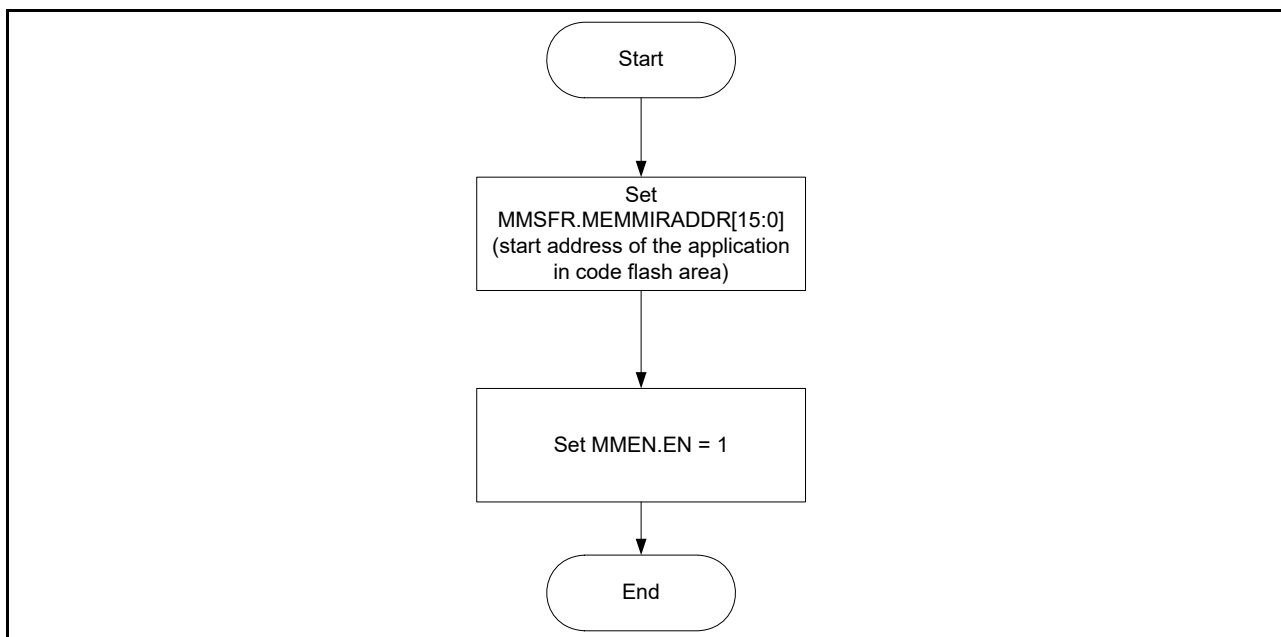 Start
Set
MMSFR.MEMMIRADDR[15:0]
(start address of the application
in code flash area)
Set MMEN.EN = 1
End